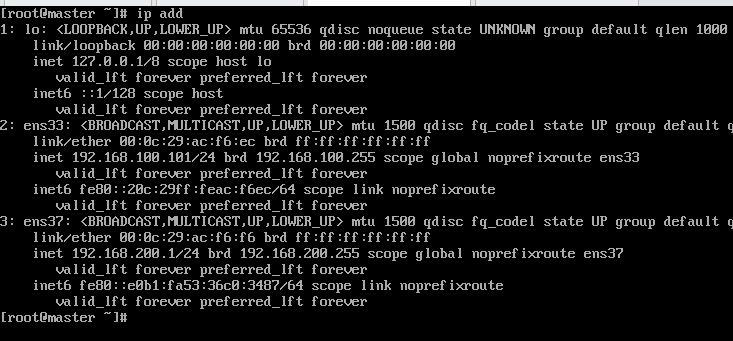 [root@master ~]# ip add
1: lo: <LOOPBACK,UP,LOWER_UP> mtu 65536 qdisc noqueue state UNKNOWN group default qlen 1000
link/loopback 00:00:00:00:00:00 brd 00:00:00:00:00:00
inet 127.0.0.1/8 scope host lo
valid_lft forever preferred_lft forever
inet6 ::1/128 scope host
valid_lft forever preferred_lft forever
2: ens33: <BROADCAST,MULTICAST,UP,LOWER_UP> mtu 1500 qdisc fq_codel state UP group default q
link/ether 00:0c:29:ac:f6:ec brd ff:ff:ff:ff:ff:ff
inet 192.168.100.101/24 brd 192.168.100.255 scope global noprefixroute ens33
valid_lft forever preferred_lft forever
inet6 fe80::20c:29ff:feac:f6ec/64 scope link noprefixroute
valid_lft forever preferred_lft forever
3: ens37: <BROADCAST,MULTICAST,UP,LOWER_UP> mtu 1500 qdisc fq_codel state UP group default q
link/ether 00:0c:29:ac:f6:f6 brd ff:ff:ff:ff:ff:ff
inet 192.168.200.1/24 brd 192.168.200.255 scope global noprefixroute ens37
valid_lft forever preferred_lft forever
inet6 fe80::e0b1:fa53:36c0:3487/64 scope link noprefixroute
valid_lft forever preferred_lft forever
[root@master ~]#